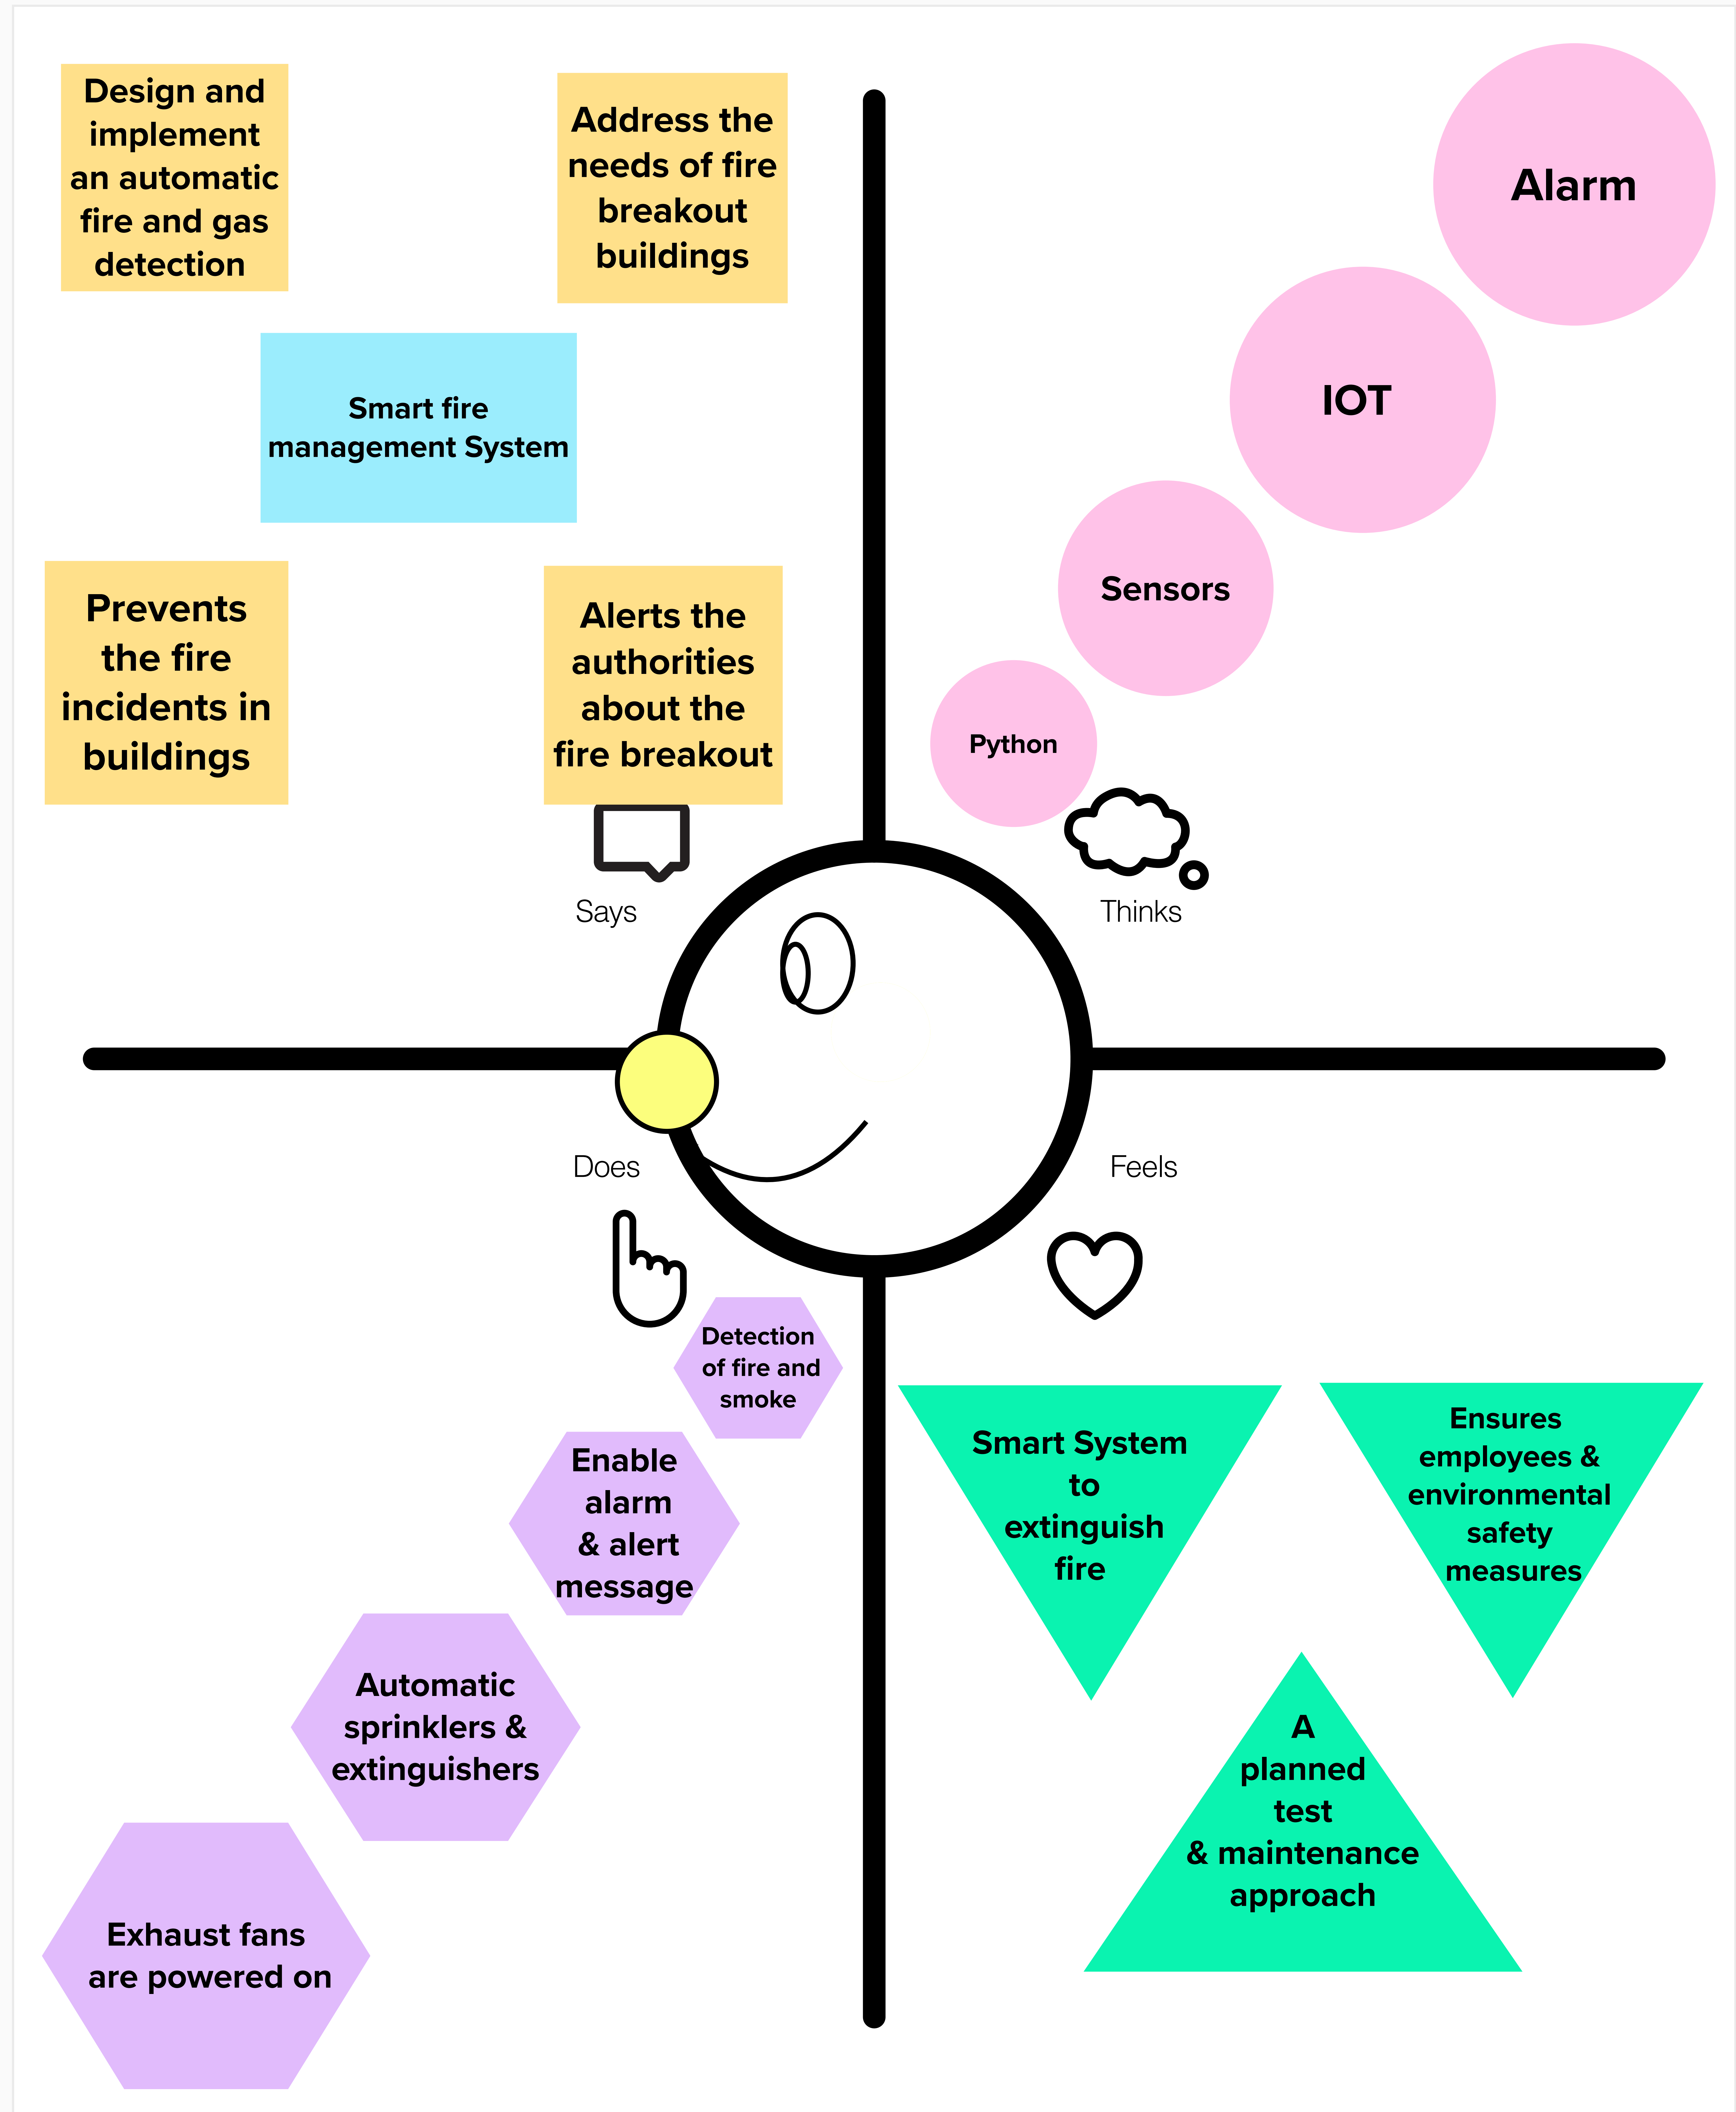 Design and
implement
an automatic
fire and gas
detection
Address the
needs of fire
breakout
buildings
Smart fire
management System
Prevents
the fire
incidents in
buildings
Alerts the
authorities
about the
fire breakout
Says
Alarm
IOT
Sensors
Python
Thinks
Does
Detection
of fire and
smoke
Enable
alarm
& alert
message
Automatic
sprinklers &
extinguishers
Exhaust fans
are powered on
Feels
Smart System
to
extinguish
fire
Ensures
employees &
environmental
safety
measures
A
planned
test
& maintenance
approach